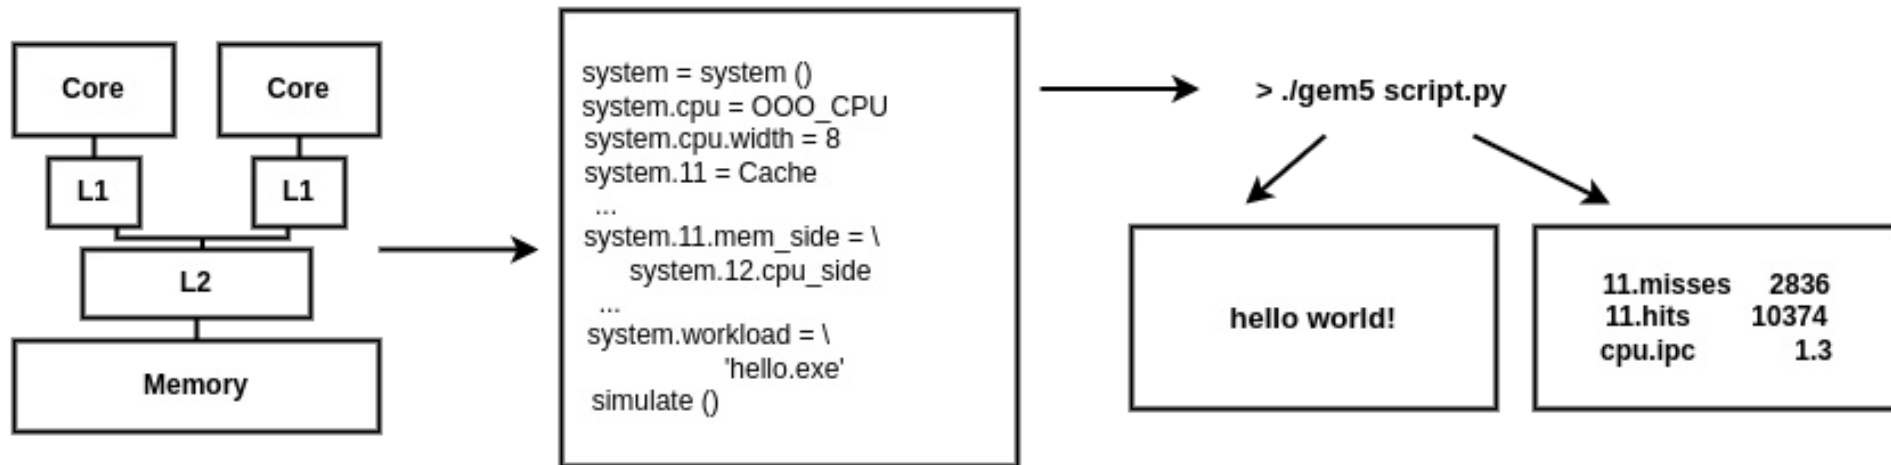 Core
Core
L1
L1
L2
Memory
system = system ()
system.cpu = OOO_CPU
system.cpu.width = 8
system.11 = Cache
...
system.11.mem_side = \
system.12.cpu_side
...
system.workload = \
'hello.exe'
simulate ()
> ./gem5 script.py
hello world!
11.misses 2836
11.hits 10374
cpu.ipc 1.3